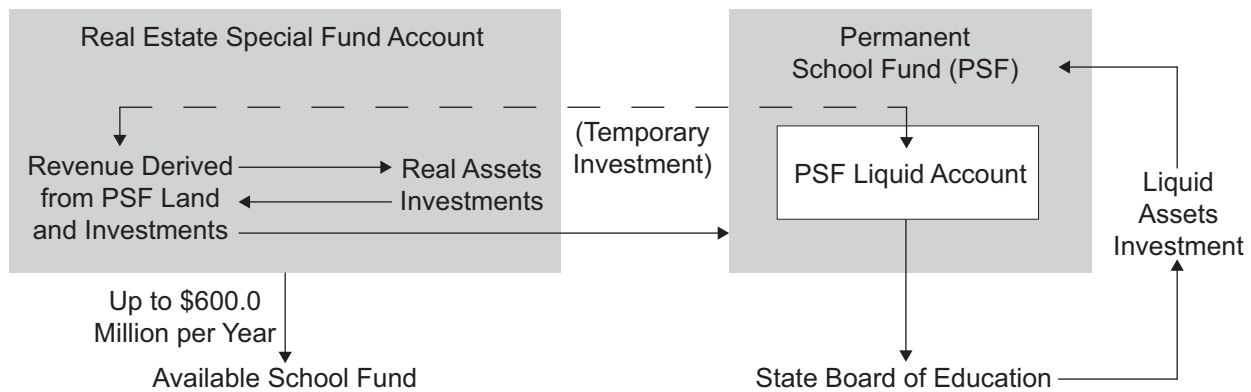 Real Estate Special Fund Account
Permanent
School Fund (PSF)
(Temporary
Investment)
Revenue Derived
from PSF Land
and Investments
Real Assets
Investments
PSF Liquid Account
Liquid
Assets
Investment
Up to $600.0
Million per Year
Available School Fund
State Board of Education